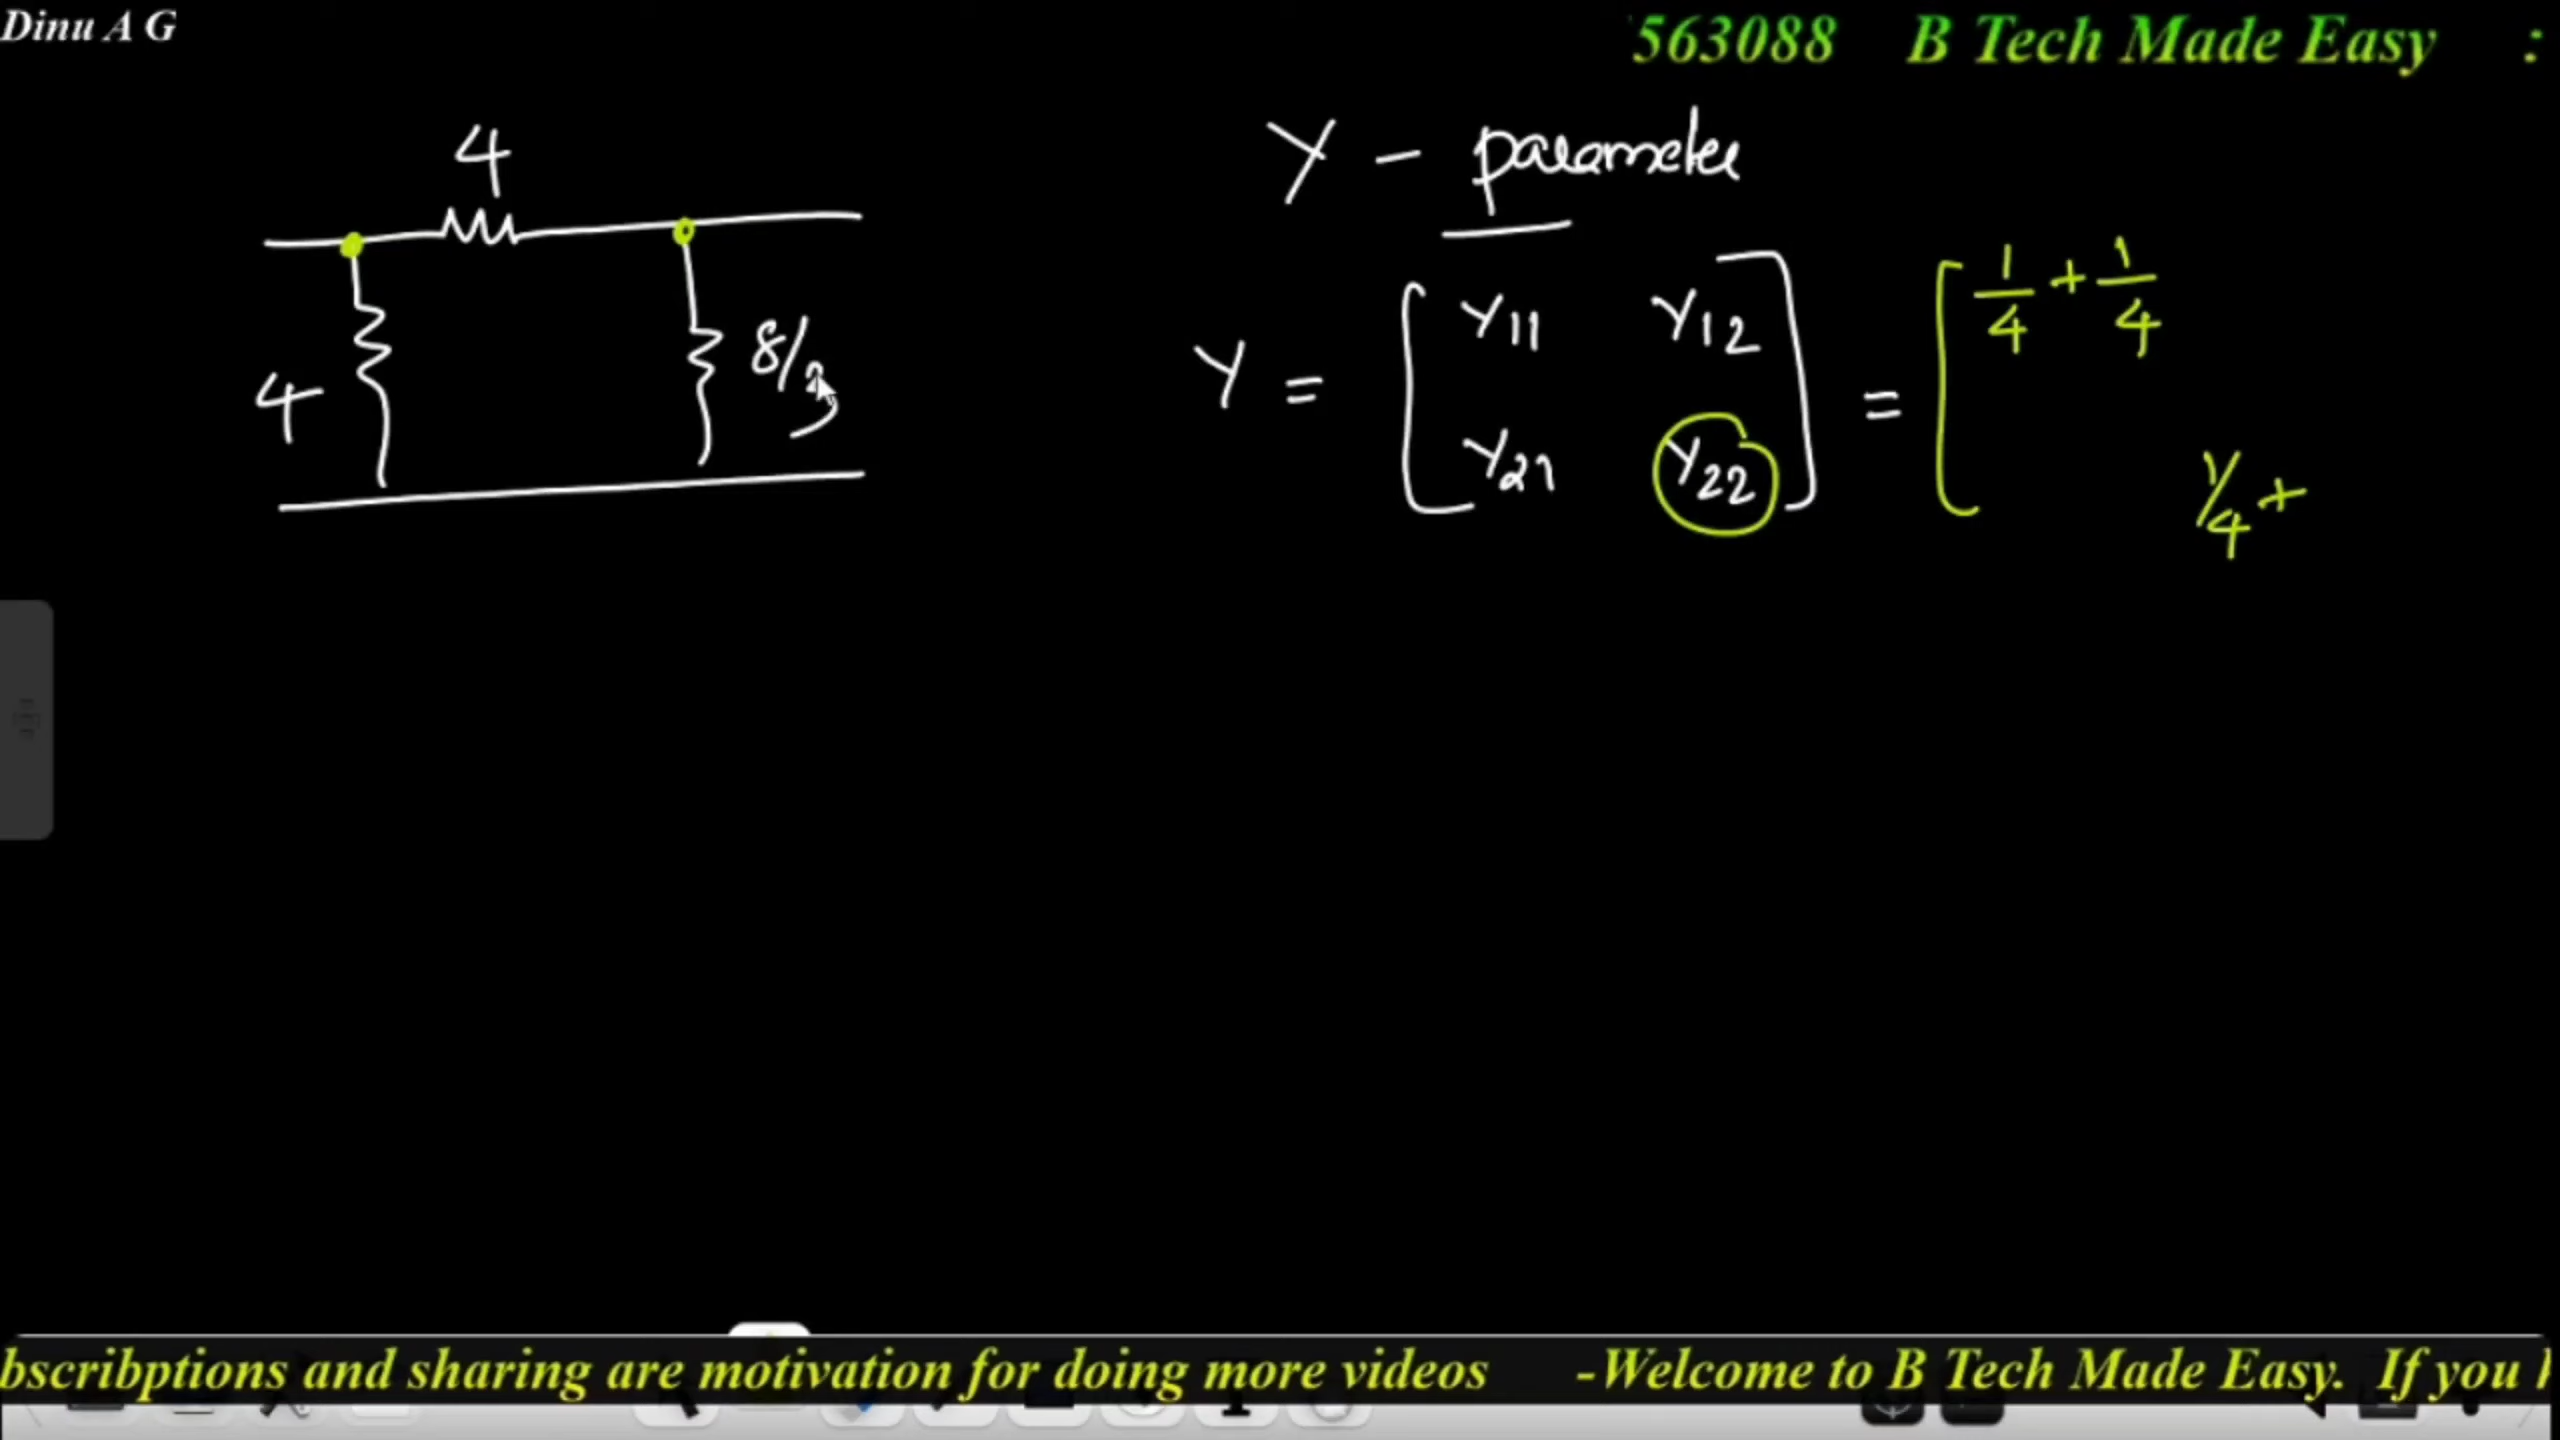 Dinu A G
563088 B Tech Made Easy :
4
Y - parameter
4
8/3
Y = [ Y11 Y12
Y21 Y22 ] = [ 1/4 + 1/4
1/4 +
bscribptions and sharing are motivation for doing more videos -Welcome to B Tech Made Easy. If you h